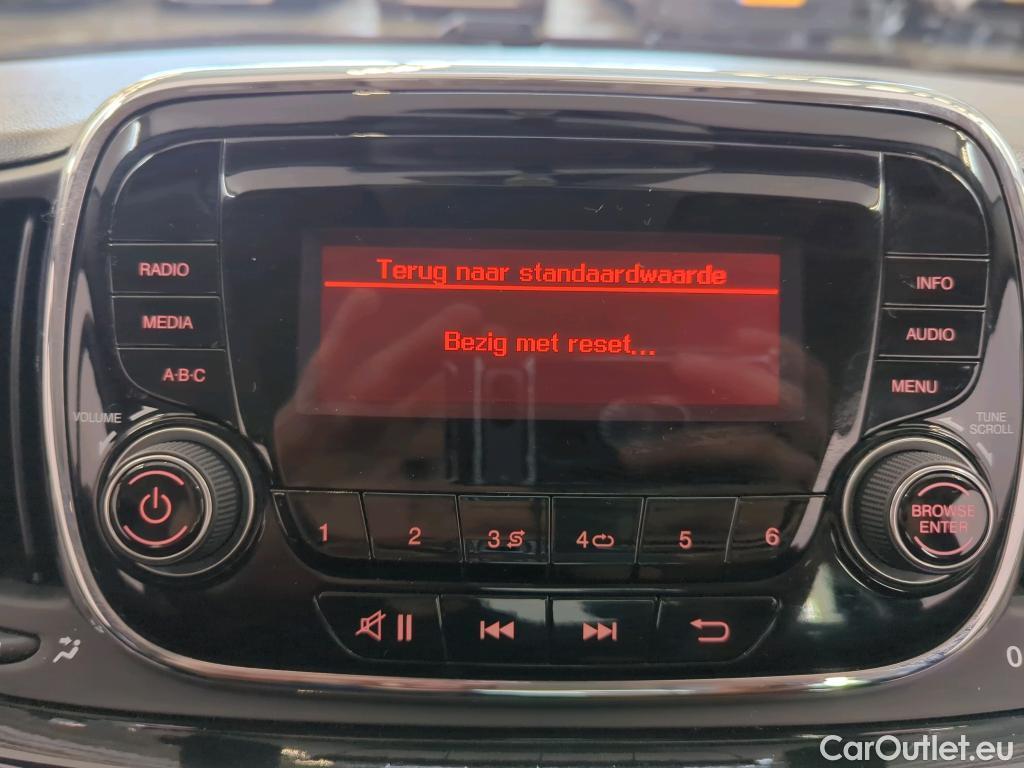 Terug naar standaardwaarde
Bezig met reset...
RADIO
MEDIA
A·B·C
VOLUME
INFO
AUDIO
MENU
TUNE
SCROLL
BROWSE
ENTER
1
2
3
4
5
6
0
CarOutlet.eu